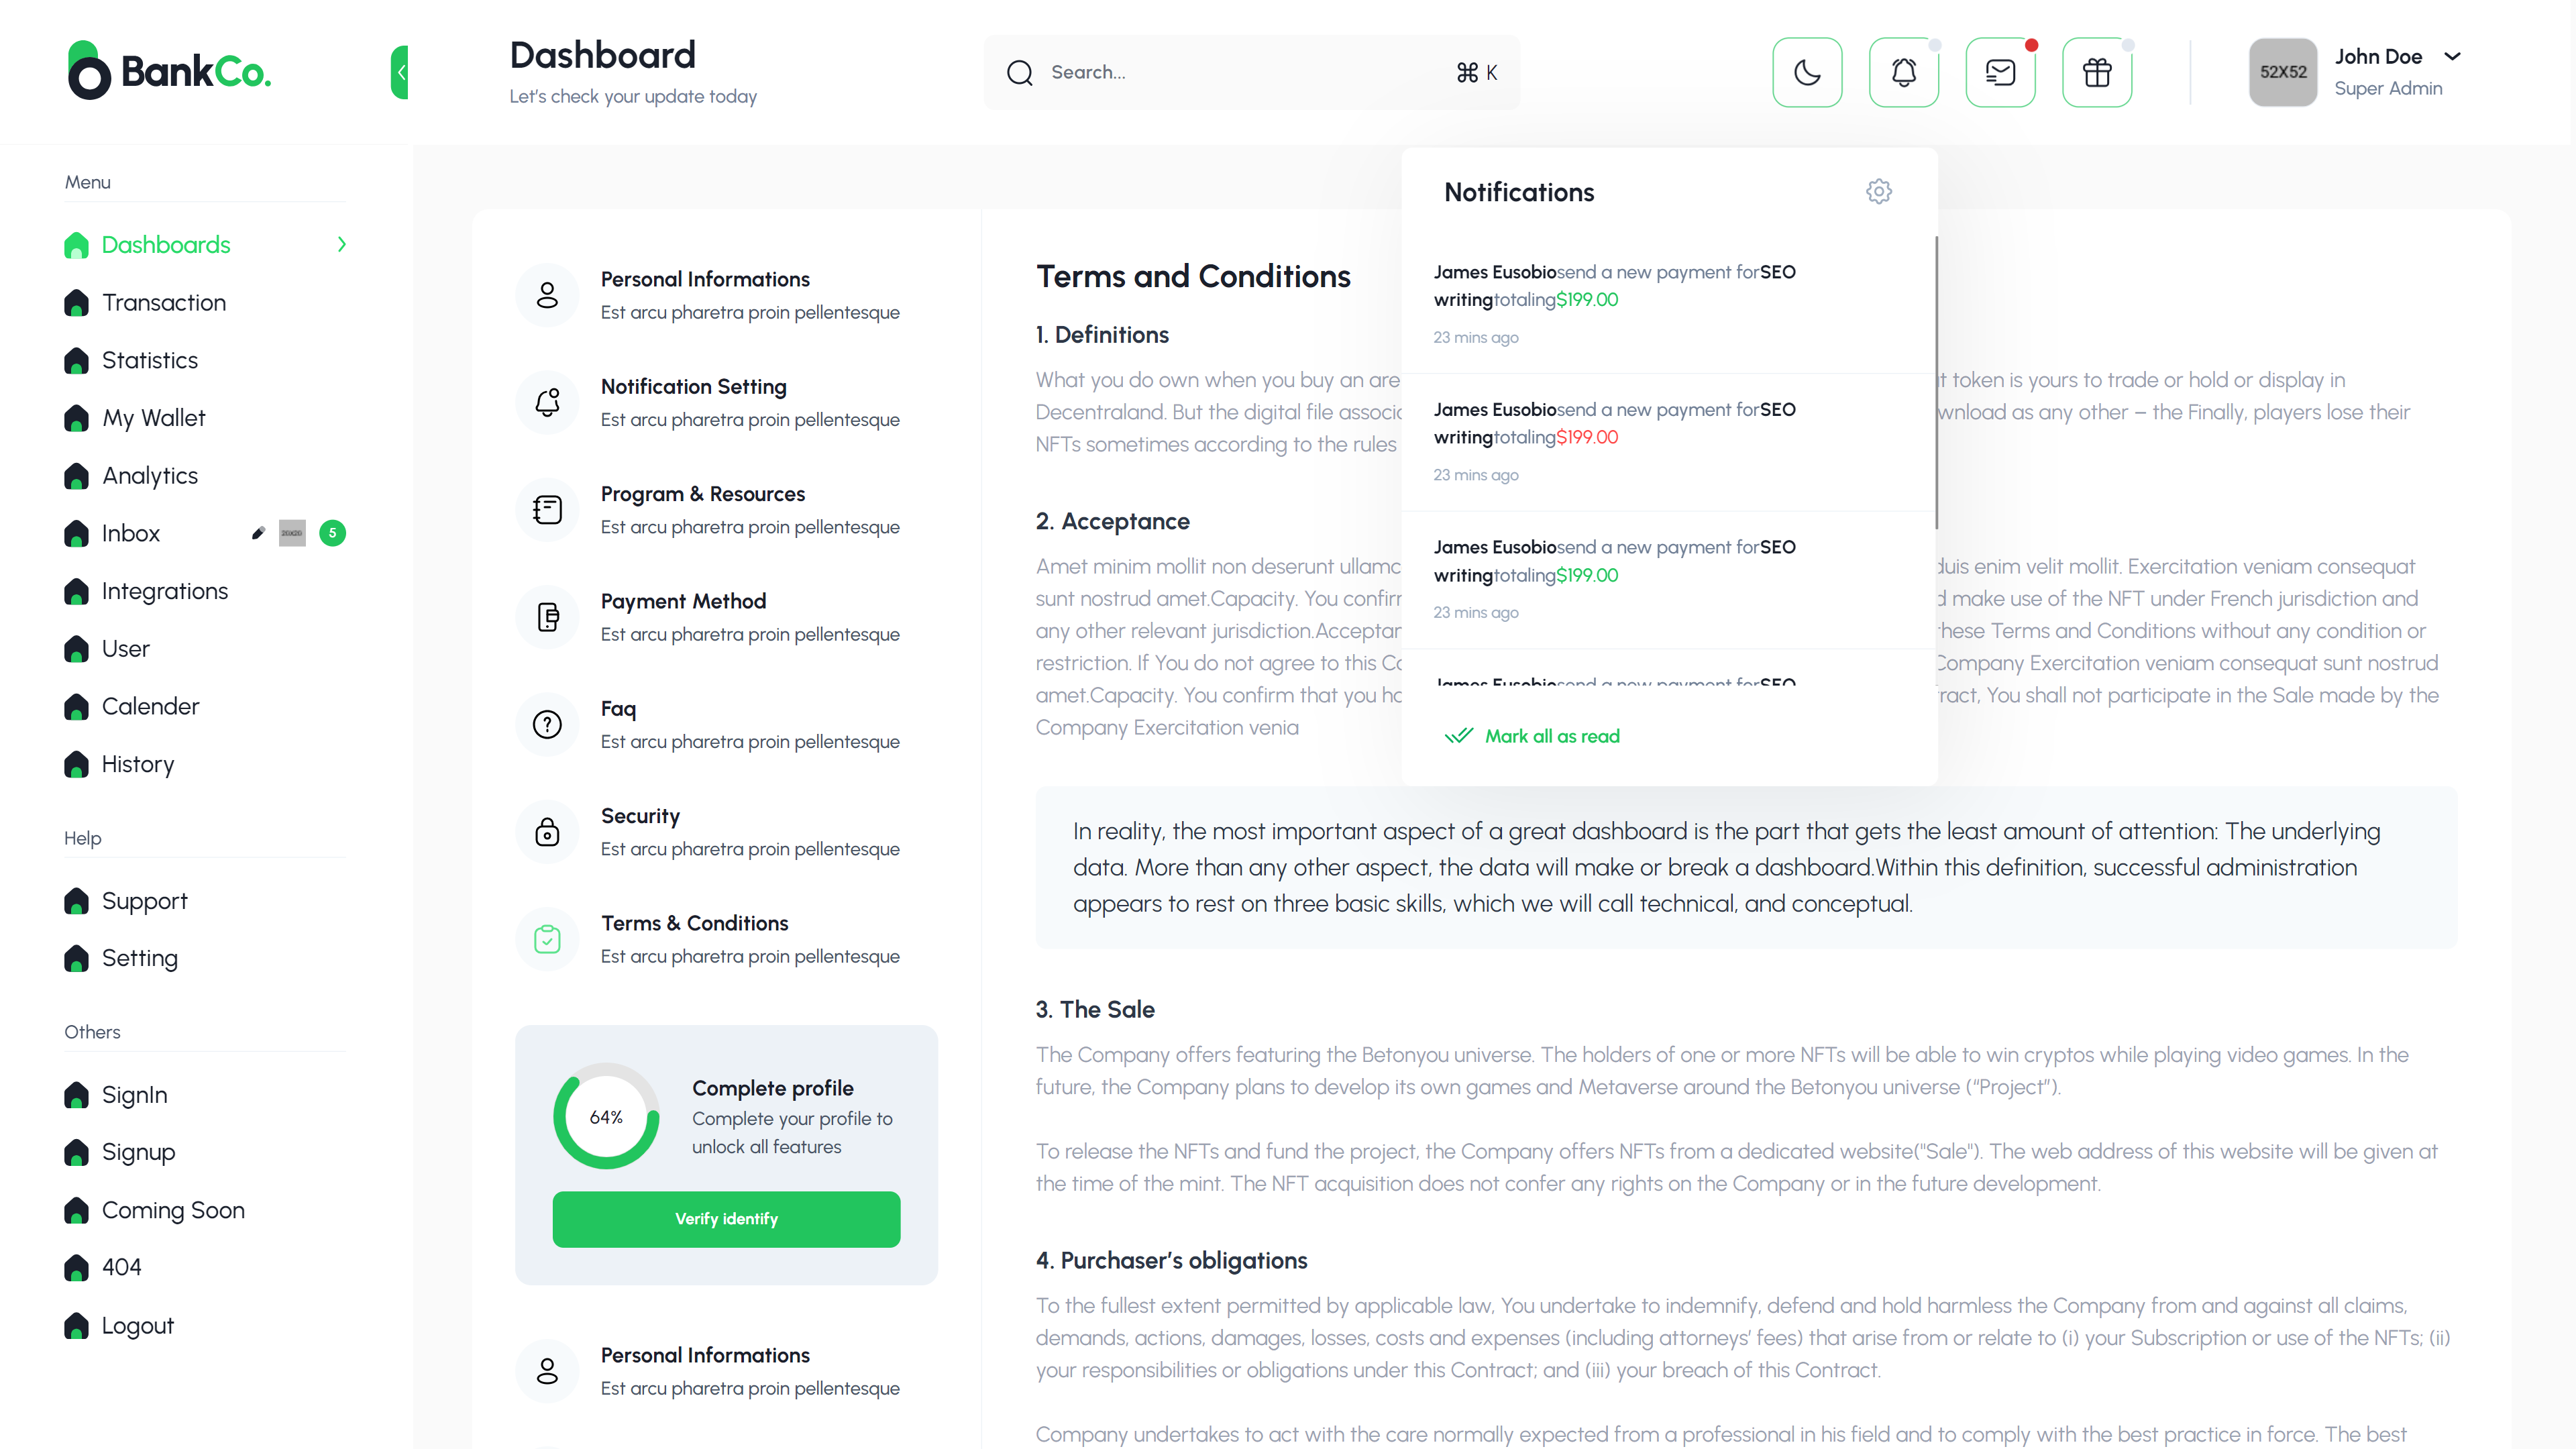 BankCo.
Dashboard
Let's check your update today
Search...
⌘ K
52X52
John Doe
Super Admin
Menu
Dashboards
Transaction
Statistics
My Wallet
Analytics
Inbox
5
Integrations
User
Calender
History
Help
Support
Setting
Others
SignIn
Signup
Coming Soon
404
Logout
Personal Informations
Est arcu pharetra proin pellentesque
Notification Setting
Est arcu pharetra proin pellentesque
Program & Resources
Est arcu pharetra proin pellentesque
Payment Method
Est arcu pharetra proin pellentesque
Faq
Est arcu pharetra proin pellentesque
Security
Est arcu pharetra proin pellentesque
Terms & Conditions
Est arcu pharetra proin pellentesque
64%
Complete profile
Complete your profile to
unlock all features
Verify identify
Personal Informations
Est arcu pharetra proin pellentesque
Notifications
James Eusobiosend a new payment forSEO
writingtotaling$199.00
23 mins ago
James Eusobiosend a new payment forSEO
writingtotaling$199.00
23 mins ago
James Eusobiosend a new payment forSEO
writingtotaling$199.00
23 mins ago
James Eusobiosend a new payment forSEO
Mark all as read
Terms and Conditions
1. Definitions
What you do own when you buy an token is yours to trade or hold or display in
Decentraland. But the digital file as any other – the Finally, players lose their
NFTs sometimes according to the rules
2. Acceptance
Amet minim mollit non deserunt enim velit mollit. Exercitation veniam consequat
sunt nostrud amet.Capacity. You make use of the NFT under French jurisdiction and
any other relevant Terms and Conditions without any condition or
restriction. If You do not agree to this Company Exercitation veniam consequat sunt nostrud
amet.Capacity. You confirm that you You shall not participate in the Sale made by the
Company Exercitation venia
In reality, the most important aspect of a great dashboard is the part that gets the least amount of attention: The underlying
data. More than any other aspect, the data will make or break a dashboard.Within this definition, successful administration
appears to rest on three basic skills, which we will call technical, and conceptual.
3. The Sale
The Company offers featuring the Betonyou universe. The holders of one or more NFTs will be able to win cryptos while playing video games. In the
future, the Company plans to develop its own games and Metaverse around the Betonyou universe (“Project”).
To release the NFTs and fund the project, the Company offers NFTs from a dedicated website("Sale"). The web address of this website will be given at
the time of the mint. The NFT acquisition does not confer any rights on the Company or in the future development.
4. Purchaser’s obligations
To the fullest extent permitted by applicable law, You undertake to indemnify, defend and hold harmless the Company from and against all claims,
demands, actions, damages, losses, costs and expenses (including attorneys’ fees) that arise from or relate to (i) your Subscription or use of the NFTs; (ii)
your responsibilities or obligations under this Contract; and (iii) your breach of this Contract.
Company undertakes to act with the care normally expected from a professional in his field and to comply with the best practice in force. The best